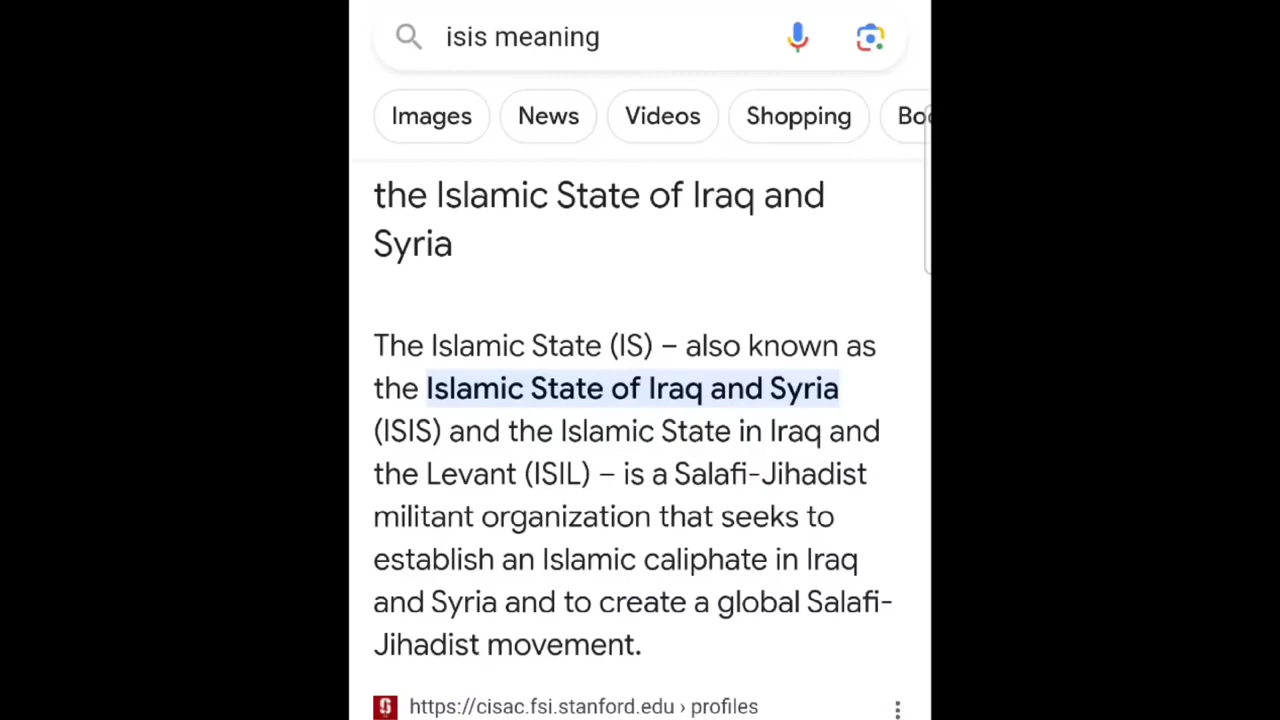 isis meaning
Images News Videos Shopping
the Islamic State of Iraq and
Syria
The Islamic State (IS) – also known as
the Islamic State of Iraq and Syria
(ISIS) and the Islamic State in Iraq and
the Levant (ISIL) – is a Salafi-Jihadist
militant organization that seeks to
establish an Islamic caliphate in Iraq
and Syria and to create a global Salafi-
Jihadist movement.
https://cisac.fsi.stanford.edu › profiles